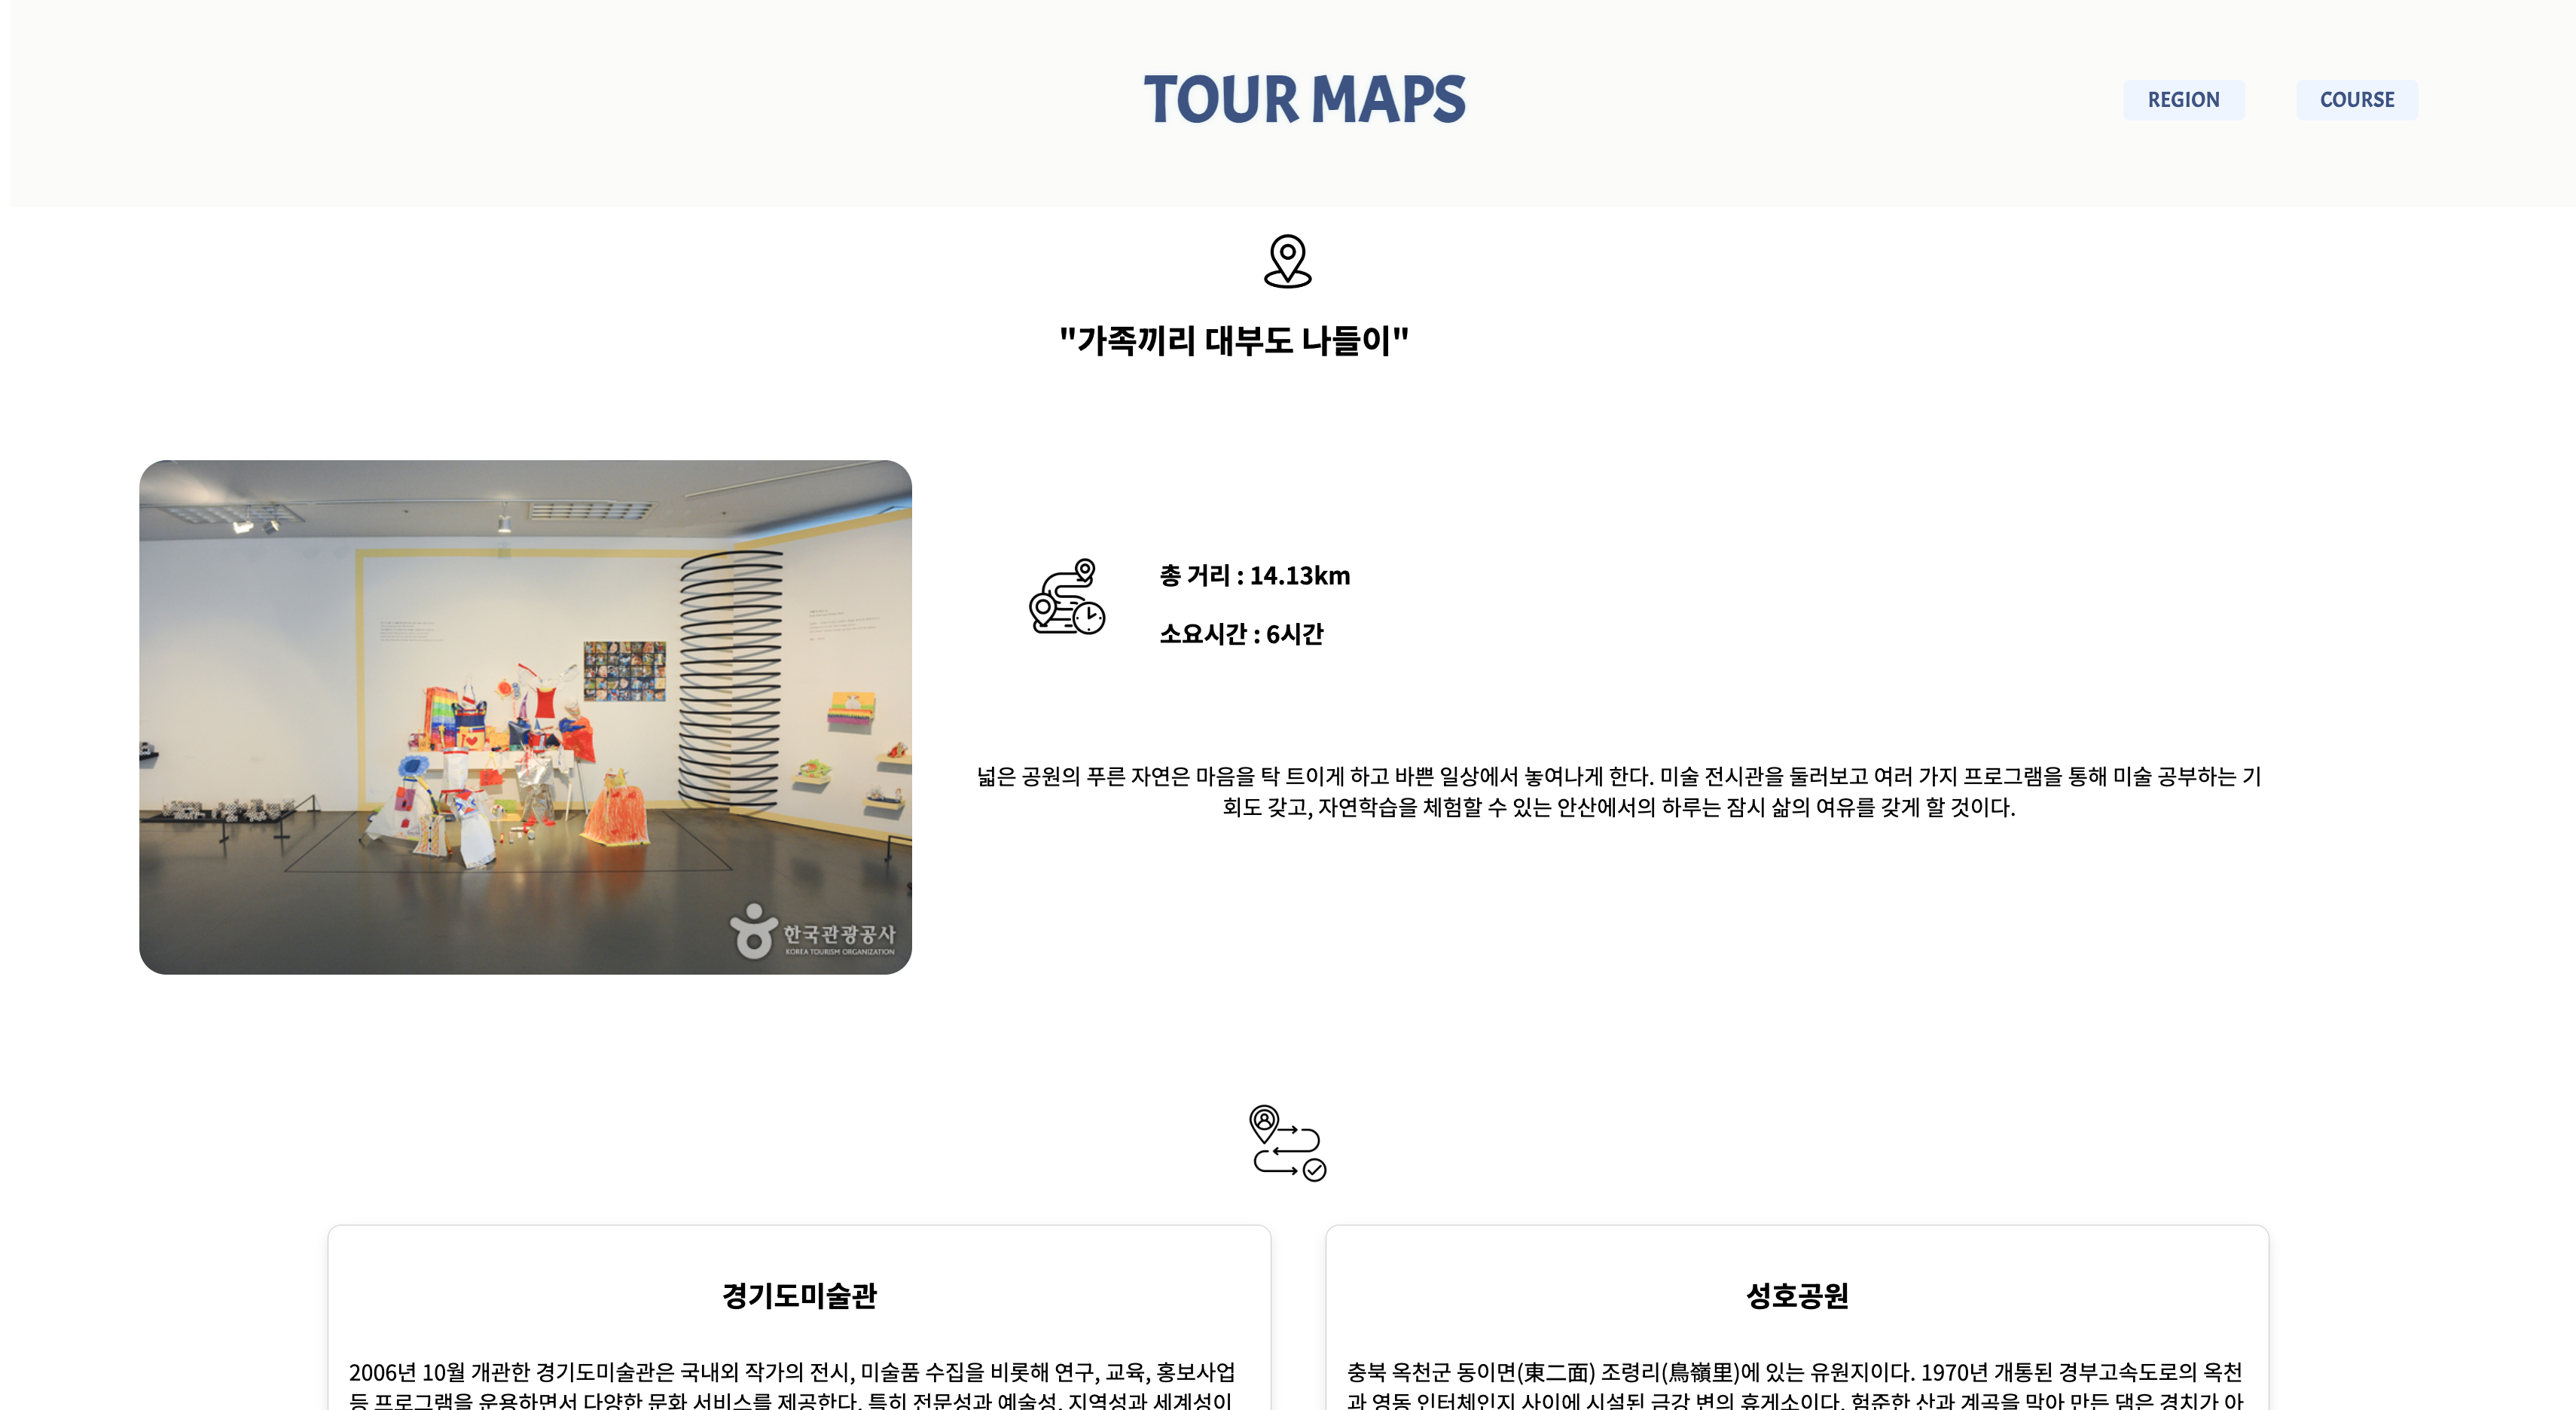 TOUR MAPS
REGION
COURSE
"가족끼리 대부도 나들이"
총 거리 : 14.13km
소요시간 : 6시간
넓은 공원의 푸른 자연은 마음을 탁 트이게 하고 바쁜 일상에서 놓여나게 한다. 미술 전시관을 둘러보고 여러 가지 프로그램을 통해 미술 공부하는 기
회도 갖고, 자연학습을 체험할 수 있는 안산에서의 하루는 잠시 삶의 여유를 갖게 할 것이다.
한국관광공사
KOREA TOURISM ORGANIZATION
경기도미술관
2006년 10월 개관한 경기도미술관은 국내외 작가의 전시, 미술품 수집을 비롯해 연구, 교육, 홍보사업
등 프로그램을 운용하면서 다양한 문화 서비스를 제공한다. 특히 전문성과 예술성, 지역성과 세계성이
성호공원
충북 옥천군 동이면(東二面) 조령리(鳥嶺里)에 있는 유원지이다. 1970년 개통된 경부고속도로의 옥천
과 영동 인터체인지 사이에 시설된 금강 변의 휴게소이다. 험준한 산과 계곡을 막아 만든 댐은 경치가 아